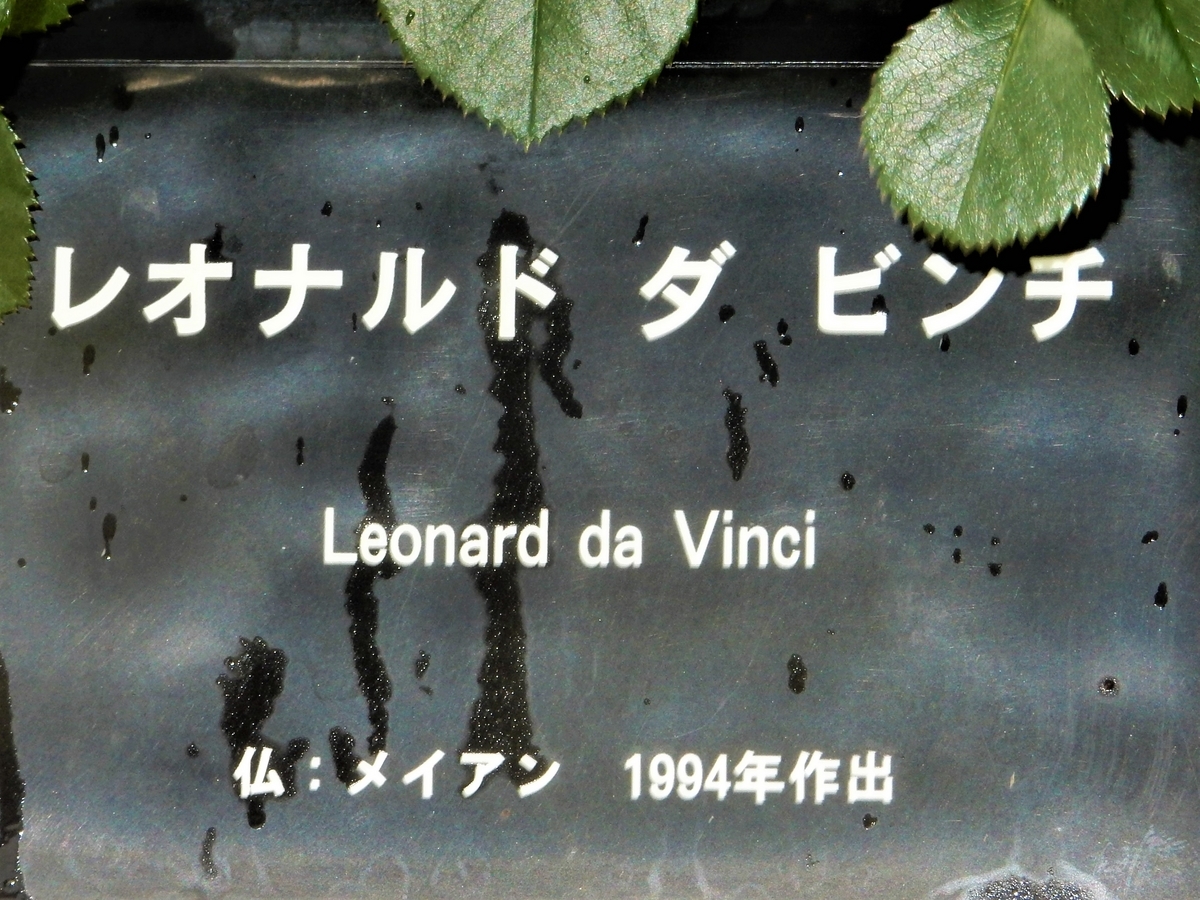 レオナルド ダ ビンチ
Leonard da Vinci
仏：メイアン　1994年作出